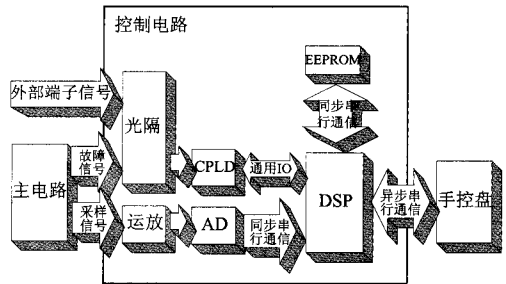 控制电路
EEPROM
外部端子信号
光隔
同步串
行通信
主电路
故障
信号
CPLD
通用IO
DSP
异步串
行通信
手控盘
采样
信号
运放
AD
同步串
行通信